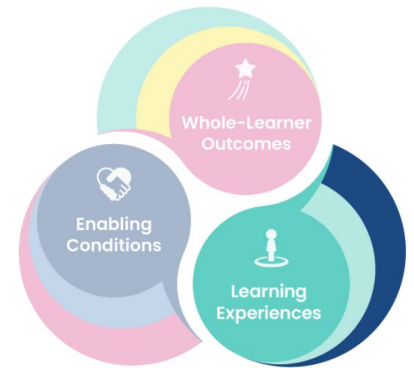 Whole-Learner
Outcomes
Enabling
Conditions
Learning
Experiences